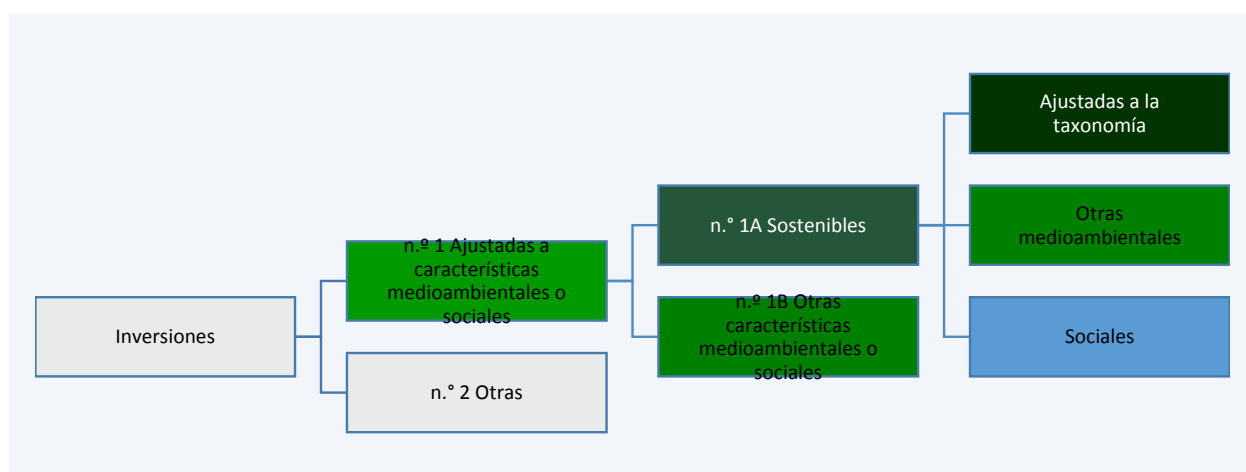 Inversiones
n.º 1 Ajustadas a
características
medioambientales o
sociales
n.° 2 Otras
n.° 1A Sostenibles
n.º 1B Otras
características
medioambientales o
sociales
Ajustadas a la
taxonomía
Otras
medioambientales
Sociales